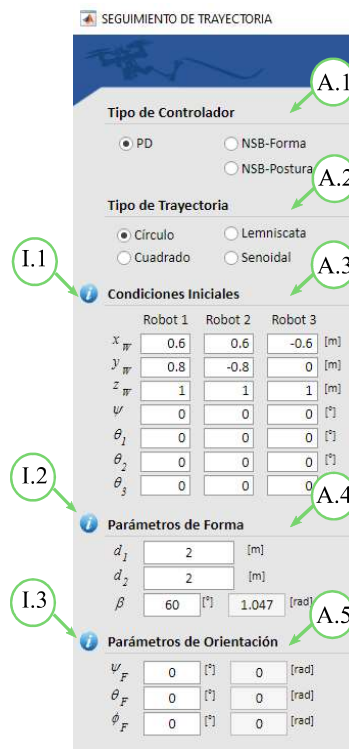 SEGUIMIENTO DE TRAYECTORIA
A.1
Tipo de Controlador
PD NSB-Forma
NSB-Postura
A.2
Tipo de Trayectoria
Círculo Lemniscata
Cuadrado Senoidal
I.1 A.3
Condiciones Iniciales
Robot 1 Robot 2 Robot 3
x_W 0.6 0.6 -0.6 [m]
y_W 0.8 -0.8 0 [m]
z_W 1 1 1 [m]
ψ 0 0 0 [°]
θ_1 0 0 0 [°]
θ_2 0 0 0 [°]
θ_3 0 0 0
I.2 A.4
Parámetros de Forma
d_1 2 [m]
d_2 2 [m]
β 60 [°] 1.047 [rad]
I.3 A.5
Parámetros de Orientación
ψ_F 0 [°] 0 [rad]
θ_F 0 [°] 0 [rad]
ϕ_F 0 [°] 0 [rad]